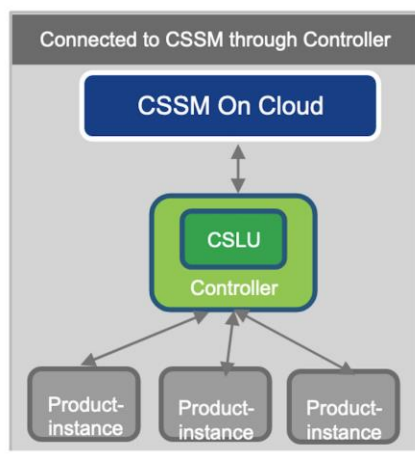 Connected to CSSM through Controller
CSSM On Cloud
CSLU
Controller
Product-
instance
Product-
instance
Product-
instance